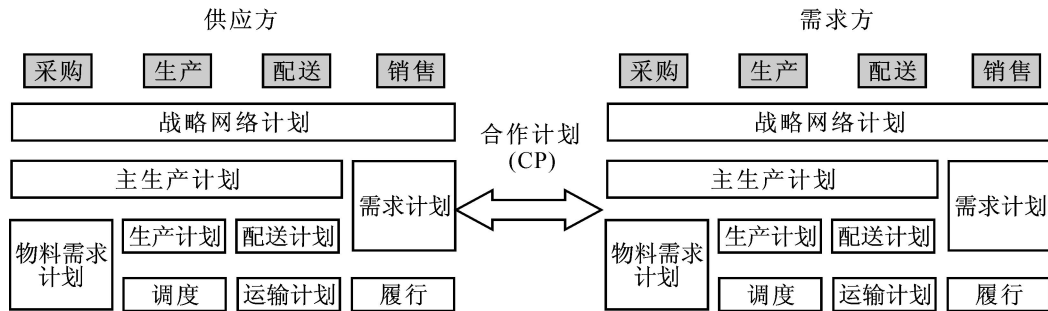 供应方
需求方
采购 生产 配送 销售
采购 生产 配送 销售
战略网络计划
战略网络计划
合作计划
(CP)
主生产计划
主生产计划
需求计划
需求计划
物料需求
计划
生产计划 配送计划
物料需求
计划
生产计划 配送计划
调度 运输计划 履行
调度 运输计划 履行